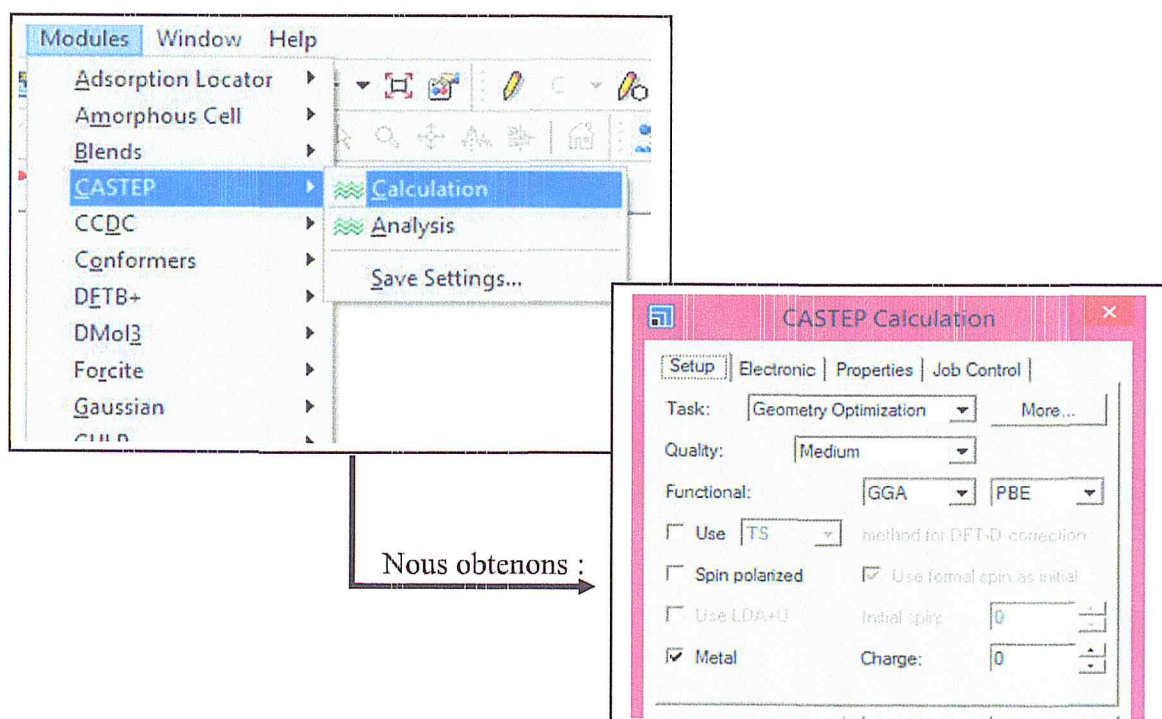 Modules Window Help
Adsorption Locator
Amorphous Cell
Blends
CASTEP
Calculation
CCDC
Analysis
Conformers
Save Settings...
DFTB+
DMol3
Forcite
Gaussian
GULP
Nous obtenons :
CASTEP Calculation
Setup Electronic Properties Job Control
Task: Geometry Optimization More...
Quality: Medium
Functional: GGA PBE
Use TS method for DFT-D correction
Spin polarized Use formal spin as initial
Use LDA+U Initial spin: 0
Metal Charge: 0